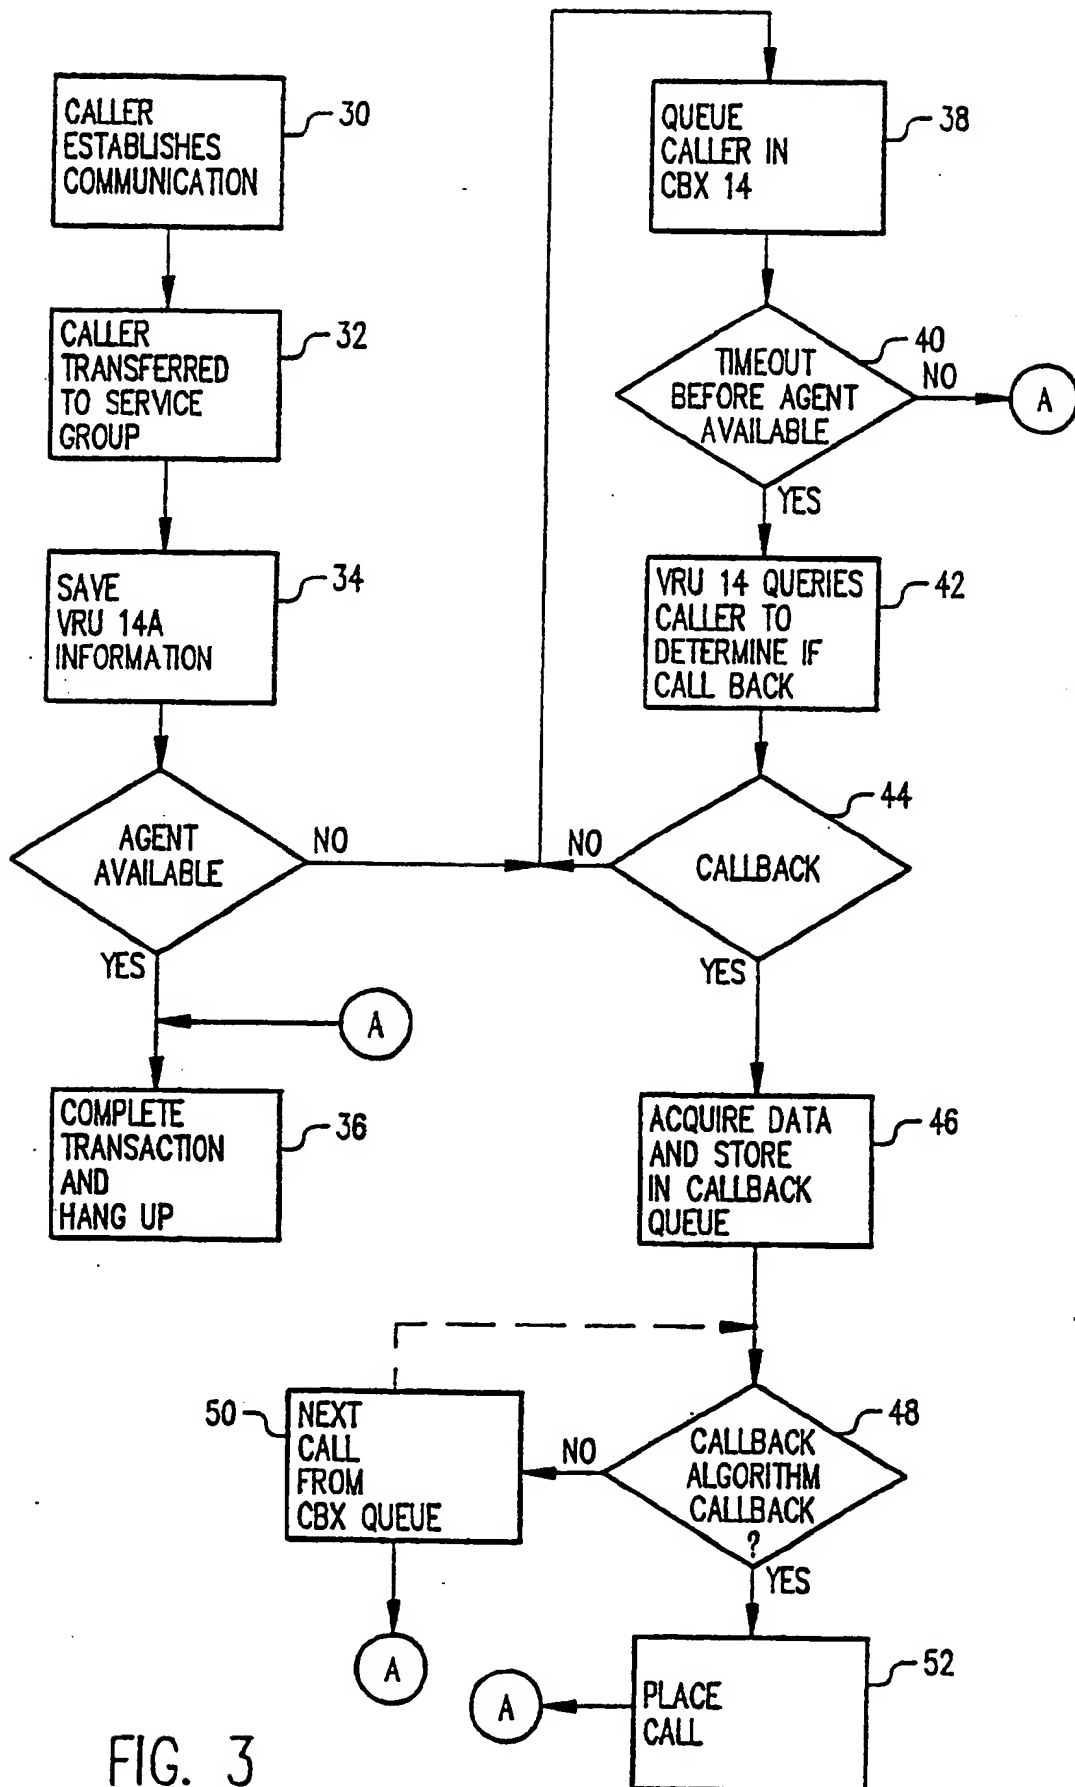 CALLER
ESTABLISHES
COMMUNICATION
30
CALLER
TRANSFERRED
TO SERVICE
GROUP
32
SAVE
VRU 14A
INFORMATION
34
AGENT
AVAILABLE
NO
YES
A
COMPLETE
TRANSACTION
AND
HANG UP
36
QUEUE
CALLER IN
CBX 14
38
TIMEOUT
BEFORE AGENT
AVAILABLE
40
NO
A
YES
VRU 14 QUERIES
CALLER TO
DETERMINE IF
CALL BACK
42
CALLBACK
44
NO
YES
ACQUIRE DATA
AND STORE
IN CALLBACK
QUEUE
46
CALLBACK
ALGORITHM
CALLBACK
?
48
NO
YES
NEXT
CALL
FROM
CBX QUEUE
50
A
PLACE
CALL
52
A
FIG. 3